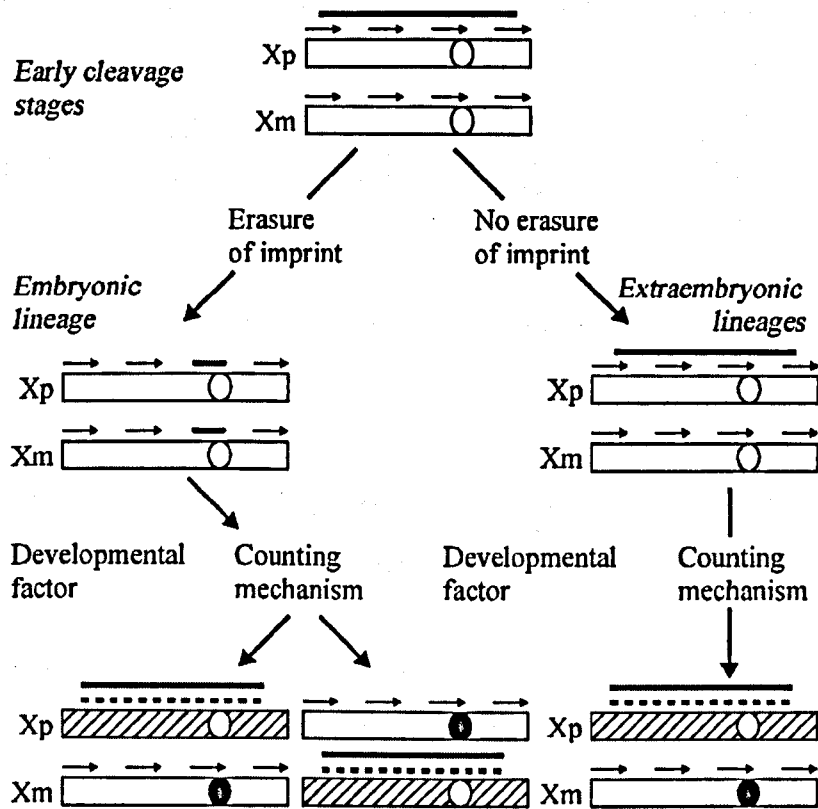 Early cleavage
stages
Xp
Xm
Erasure
of imprint
No erasure
of imprint
Embryonic
lineage
Extraembryonic
lineages
Xp
Xm
Xp
Xm
Developmental
factor
Counting
mechanism
Developmental
factor
Counting
mechanism
Xp
Xm
Xp
Xm